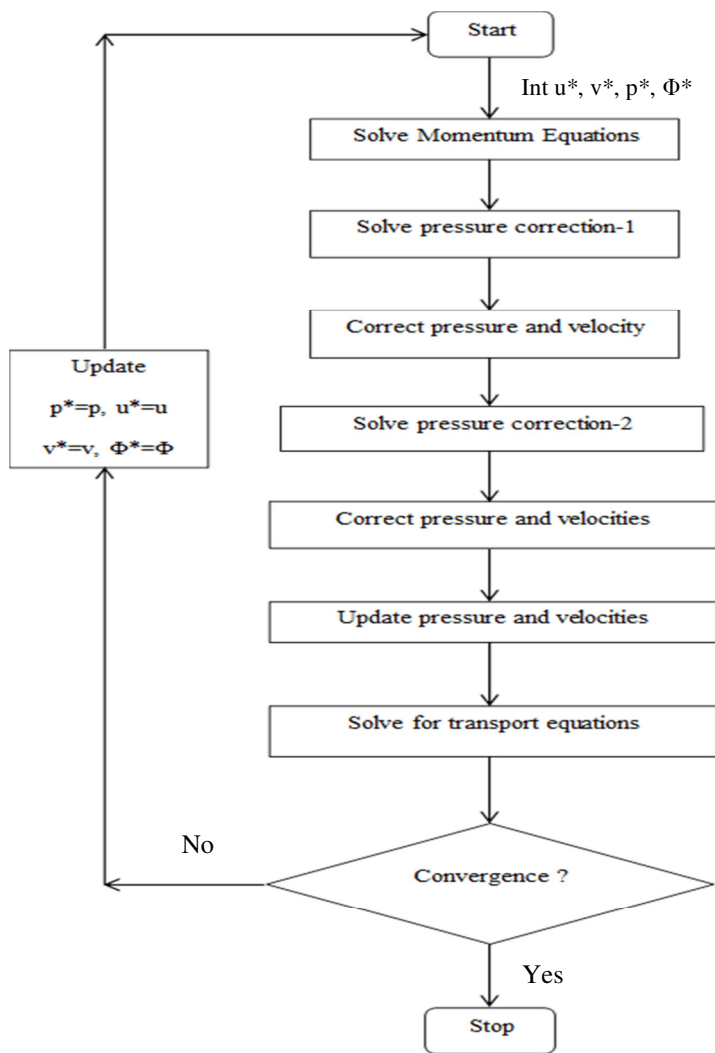 Start
Int u*, v*, p*, Φ*
Solve Momentum Equations
Solve pressure correction-1
Correct pressure and velocity
Solve pressure correction-2
Correct pressure and velocities
Update pressure and velocities
Solve for transport equations
Convergence ?
No
Update
p*=p, u*=u
v*=v, Φ*=Φ
Yes
Stop